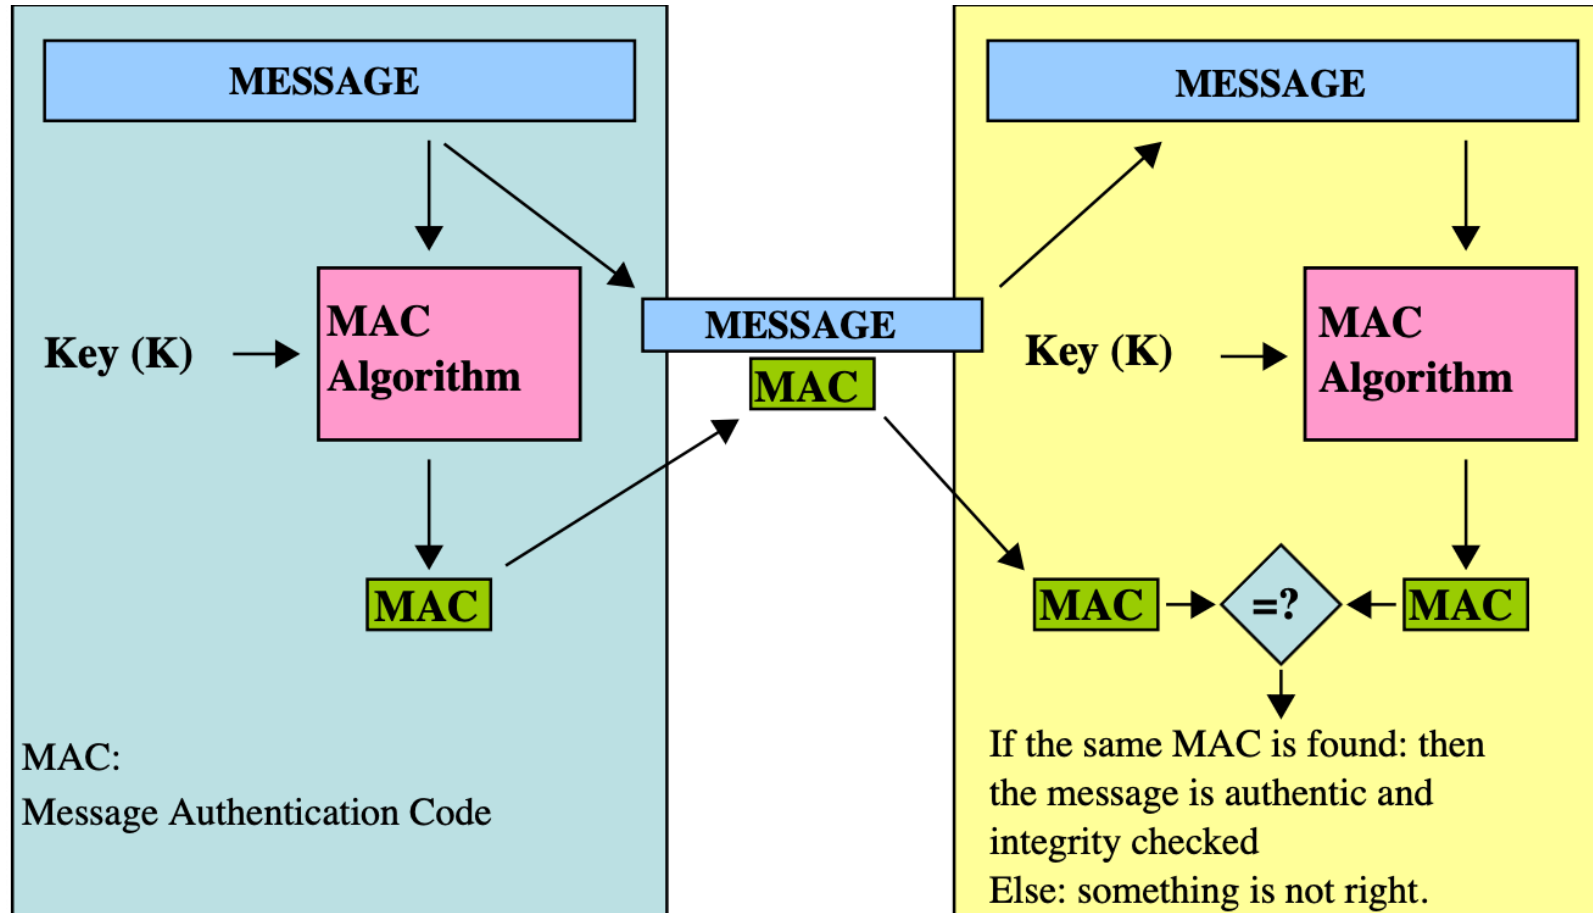 MESSAGE
Key (K)
MAC
Algorithm
MAC
MAC:
Message Authentication Code
MESSAGE
MAC
MESSAGE
Key (K)
MAC
Algorithm
MAC
=?
MAC
If the same MAC is found: then
the message is authentic and
integrity checked
Else: something is not right.